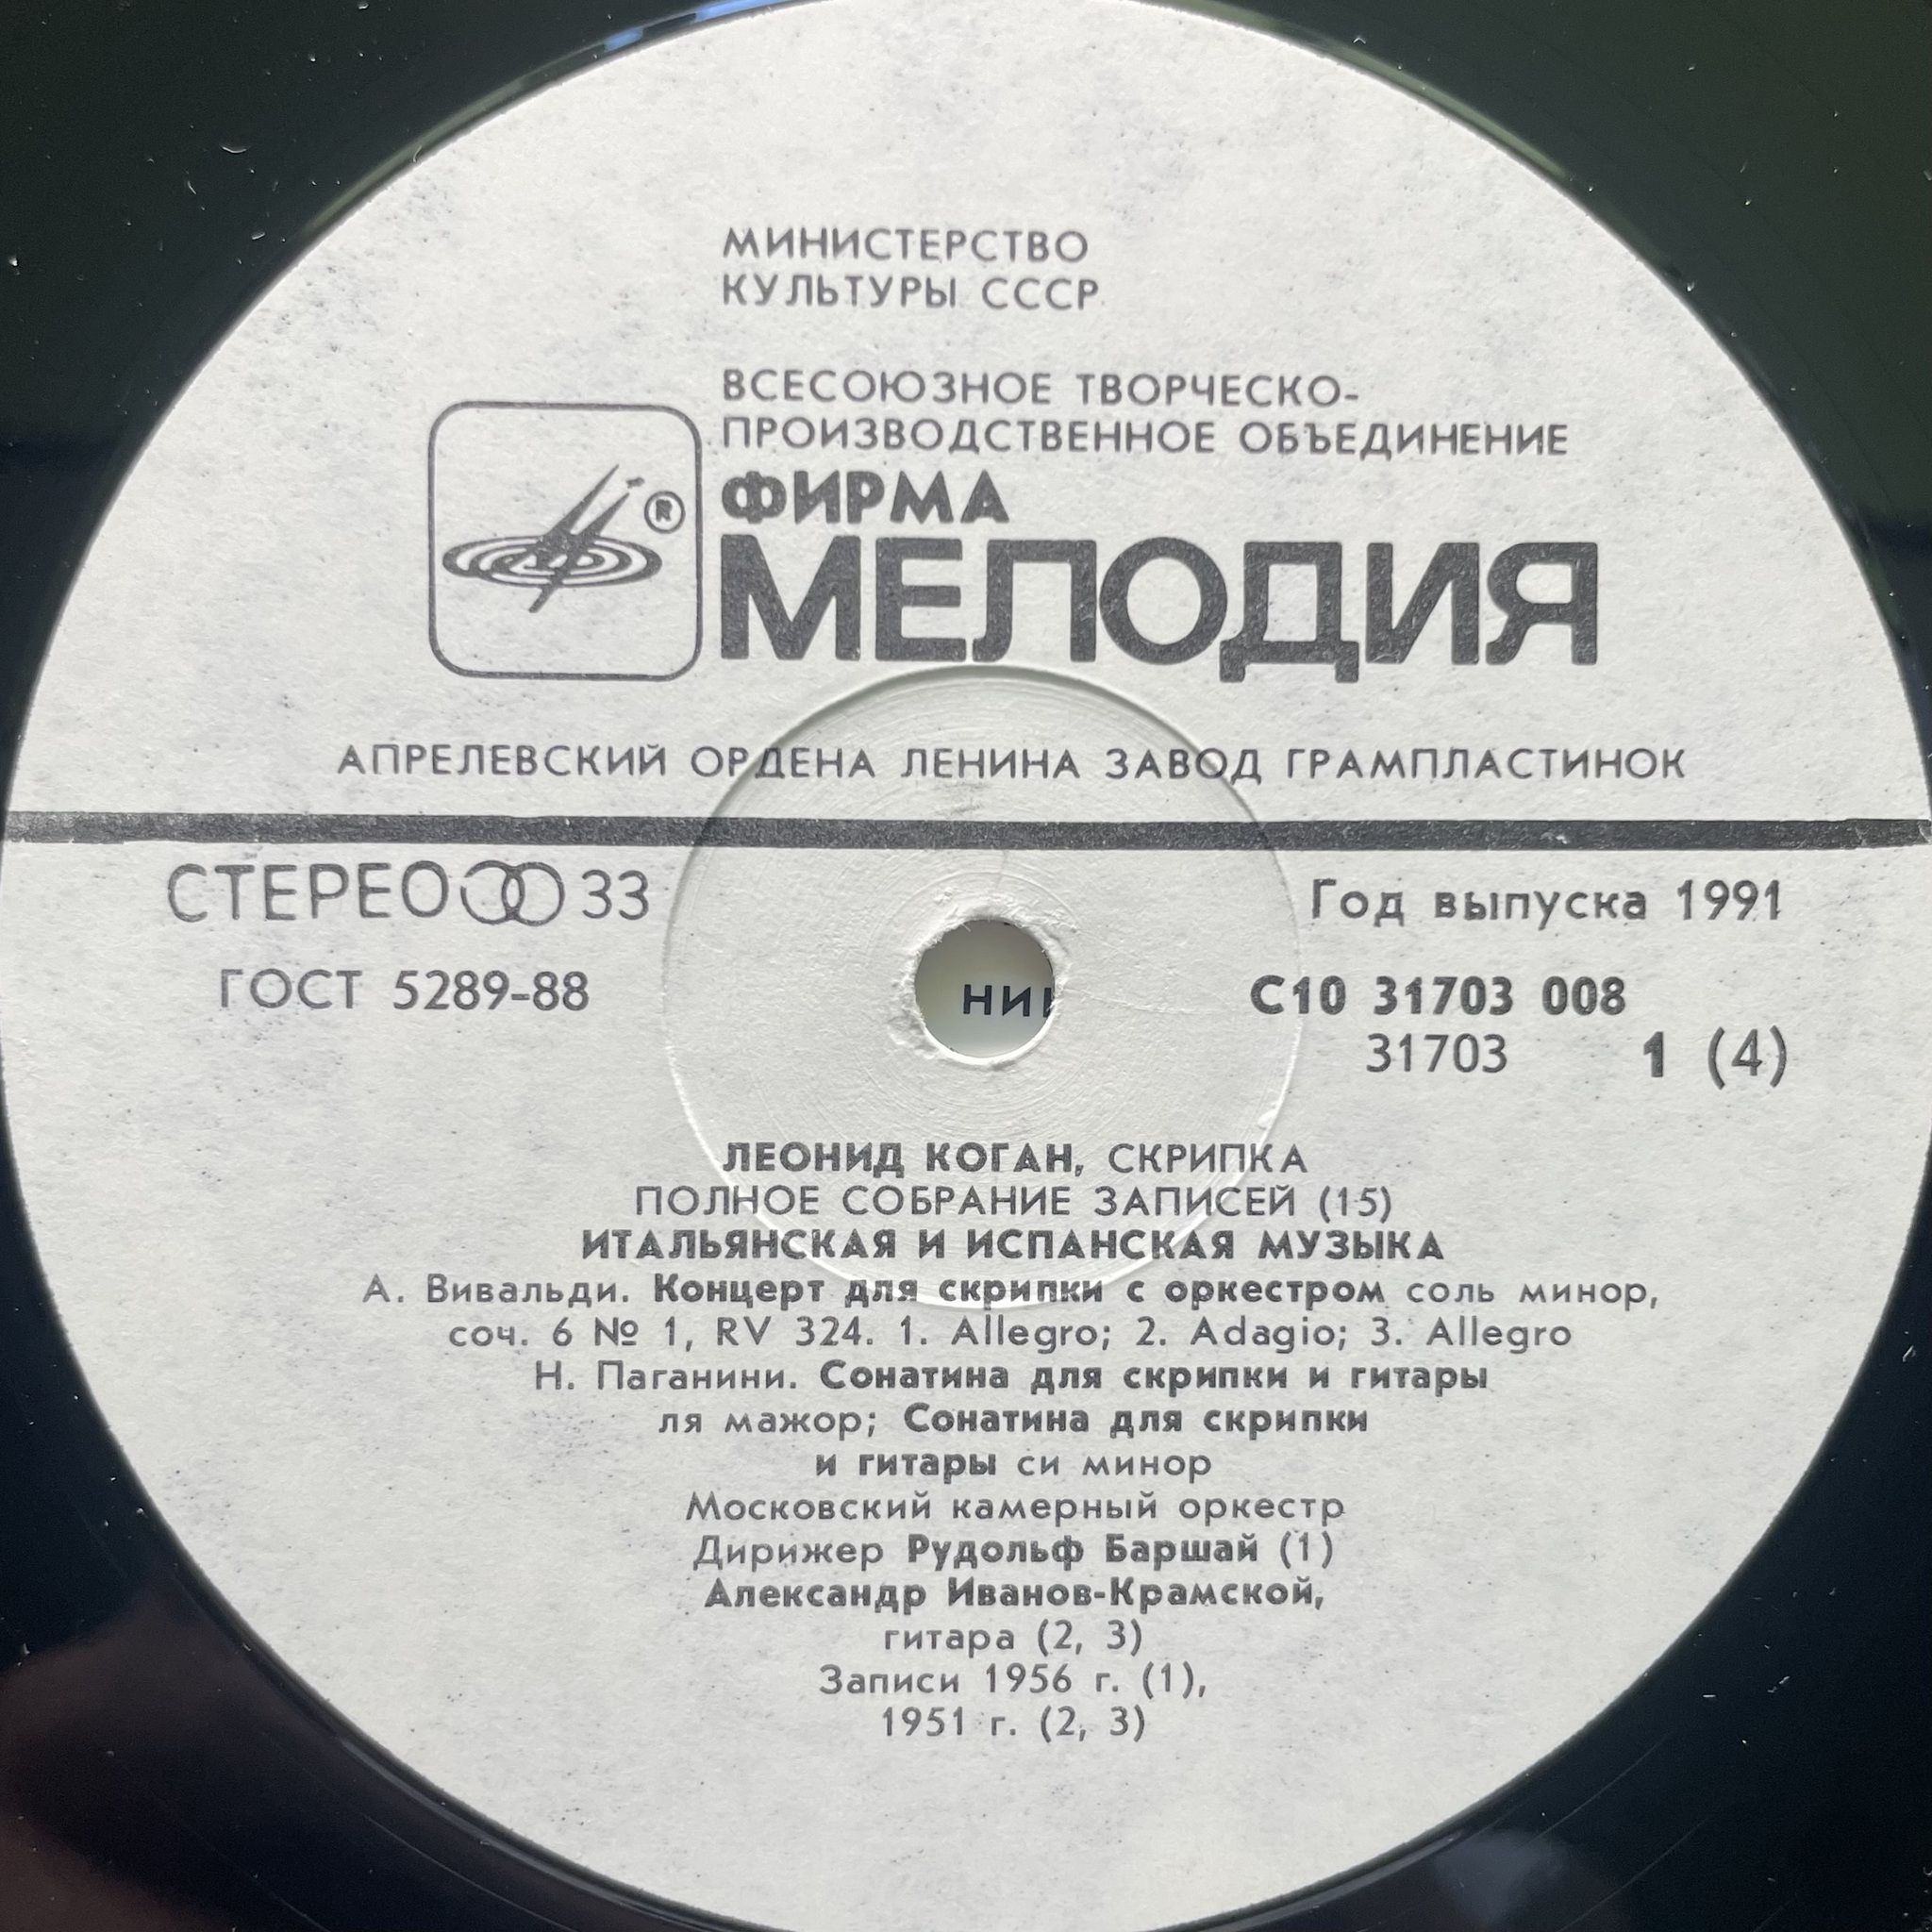 МИНИСТЕРСТВО
КУЛЬТУРЫ СССР
ВСЕСОЮЗНОЕ ТВОРЧЕСКО-
ПРОИЗВОДСТВЕННОЕ ОБЪЕДИНЕНИЕ
®
ФИРМА
МЕЛОДИЯ
АПРЕЛЕВСКИЙ ОРДЕНА ЛЕНИНА ЗАВОД ГРАМПЛАСТИНОК
СТЕРЕО 33
Год выпуска 1991
ГОСТ 5289-88
С10 31703 008
31703 1 (4)
ЛЕОНИД КОГАН, СКРИПКА
ПОЛНОЕ СОБРАНИЕ ЗАПИСЕЙ (15)
ИТАЛЬЯНСКАЯ И ИСПАНСКАЯ МУЗЫКА
А. Вивальди. Концерт для скрипки с оркестром соль минор,
соч. 6 № 1, RV 324. 1. Allegro; 2. Adagio; 3. Allegro
Н. Паганини. Сонатина для скрипки и гитары
ля мажор; Сонатина для скрипки
и гитары си минор
Московский камерный оркестр
Дирижер Рудольф Баршай (1)
Александр Иванов-Крамской,
гитара (2, 3)
Записи 1956 г. (1),
1951 г. (2, 3)